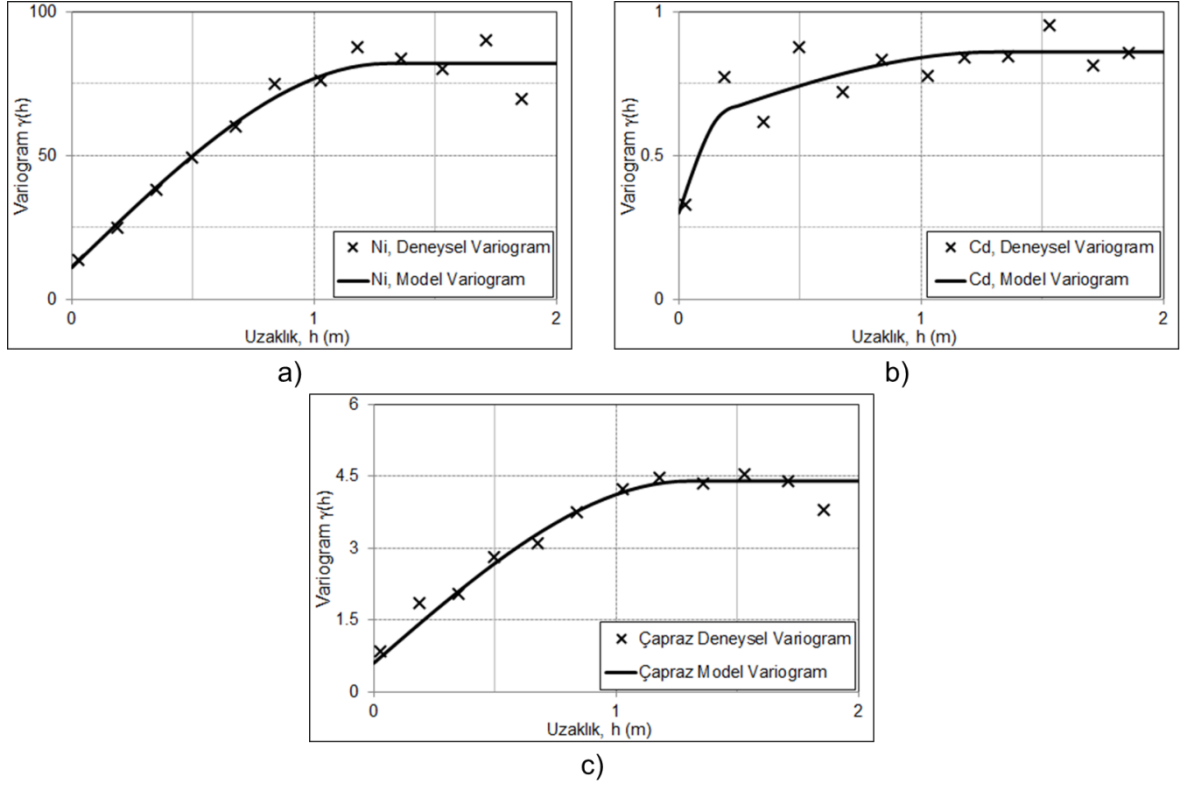 100
50
0
Variogram γ(h)
Ni, Deneysel Variogram
Ni, Model Variogram
0
1
2
Uzaklık, h (m)
a)
1
0.5
0
Variogram γ(h)
Cd, Deneysel Variogram
Cd, Model Variogram
0
1
2
Uzaklık, h (m)
b)
6
4.5
3
1.5
0
Variogram γ(h)
Çapraz Deneysel Variogram
Çapraz Model Variogram
0
1
2
Uzaklık, h (m)
c)